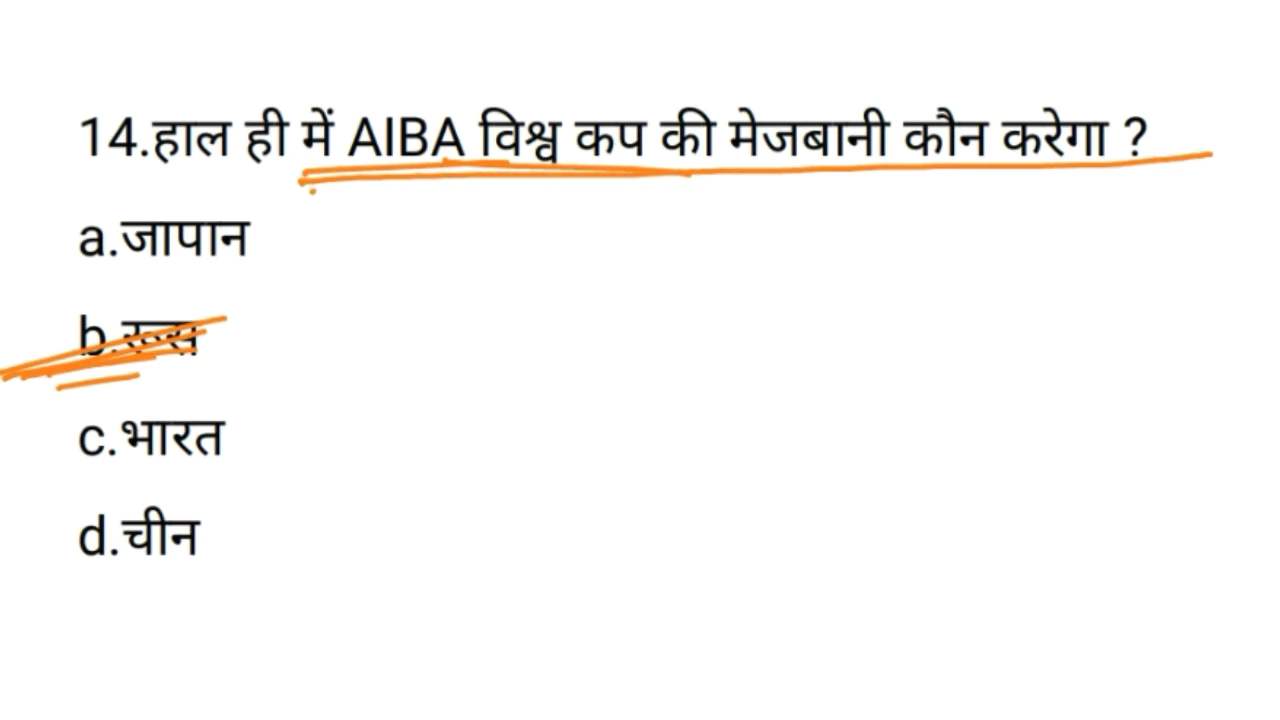 14.हाल ही में AIBA विश्व कप की मेजबानी कौन करेगा ?
a.जापान
b.रूस
c.भारत
d.चीन